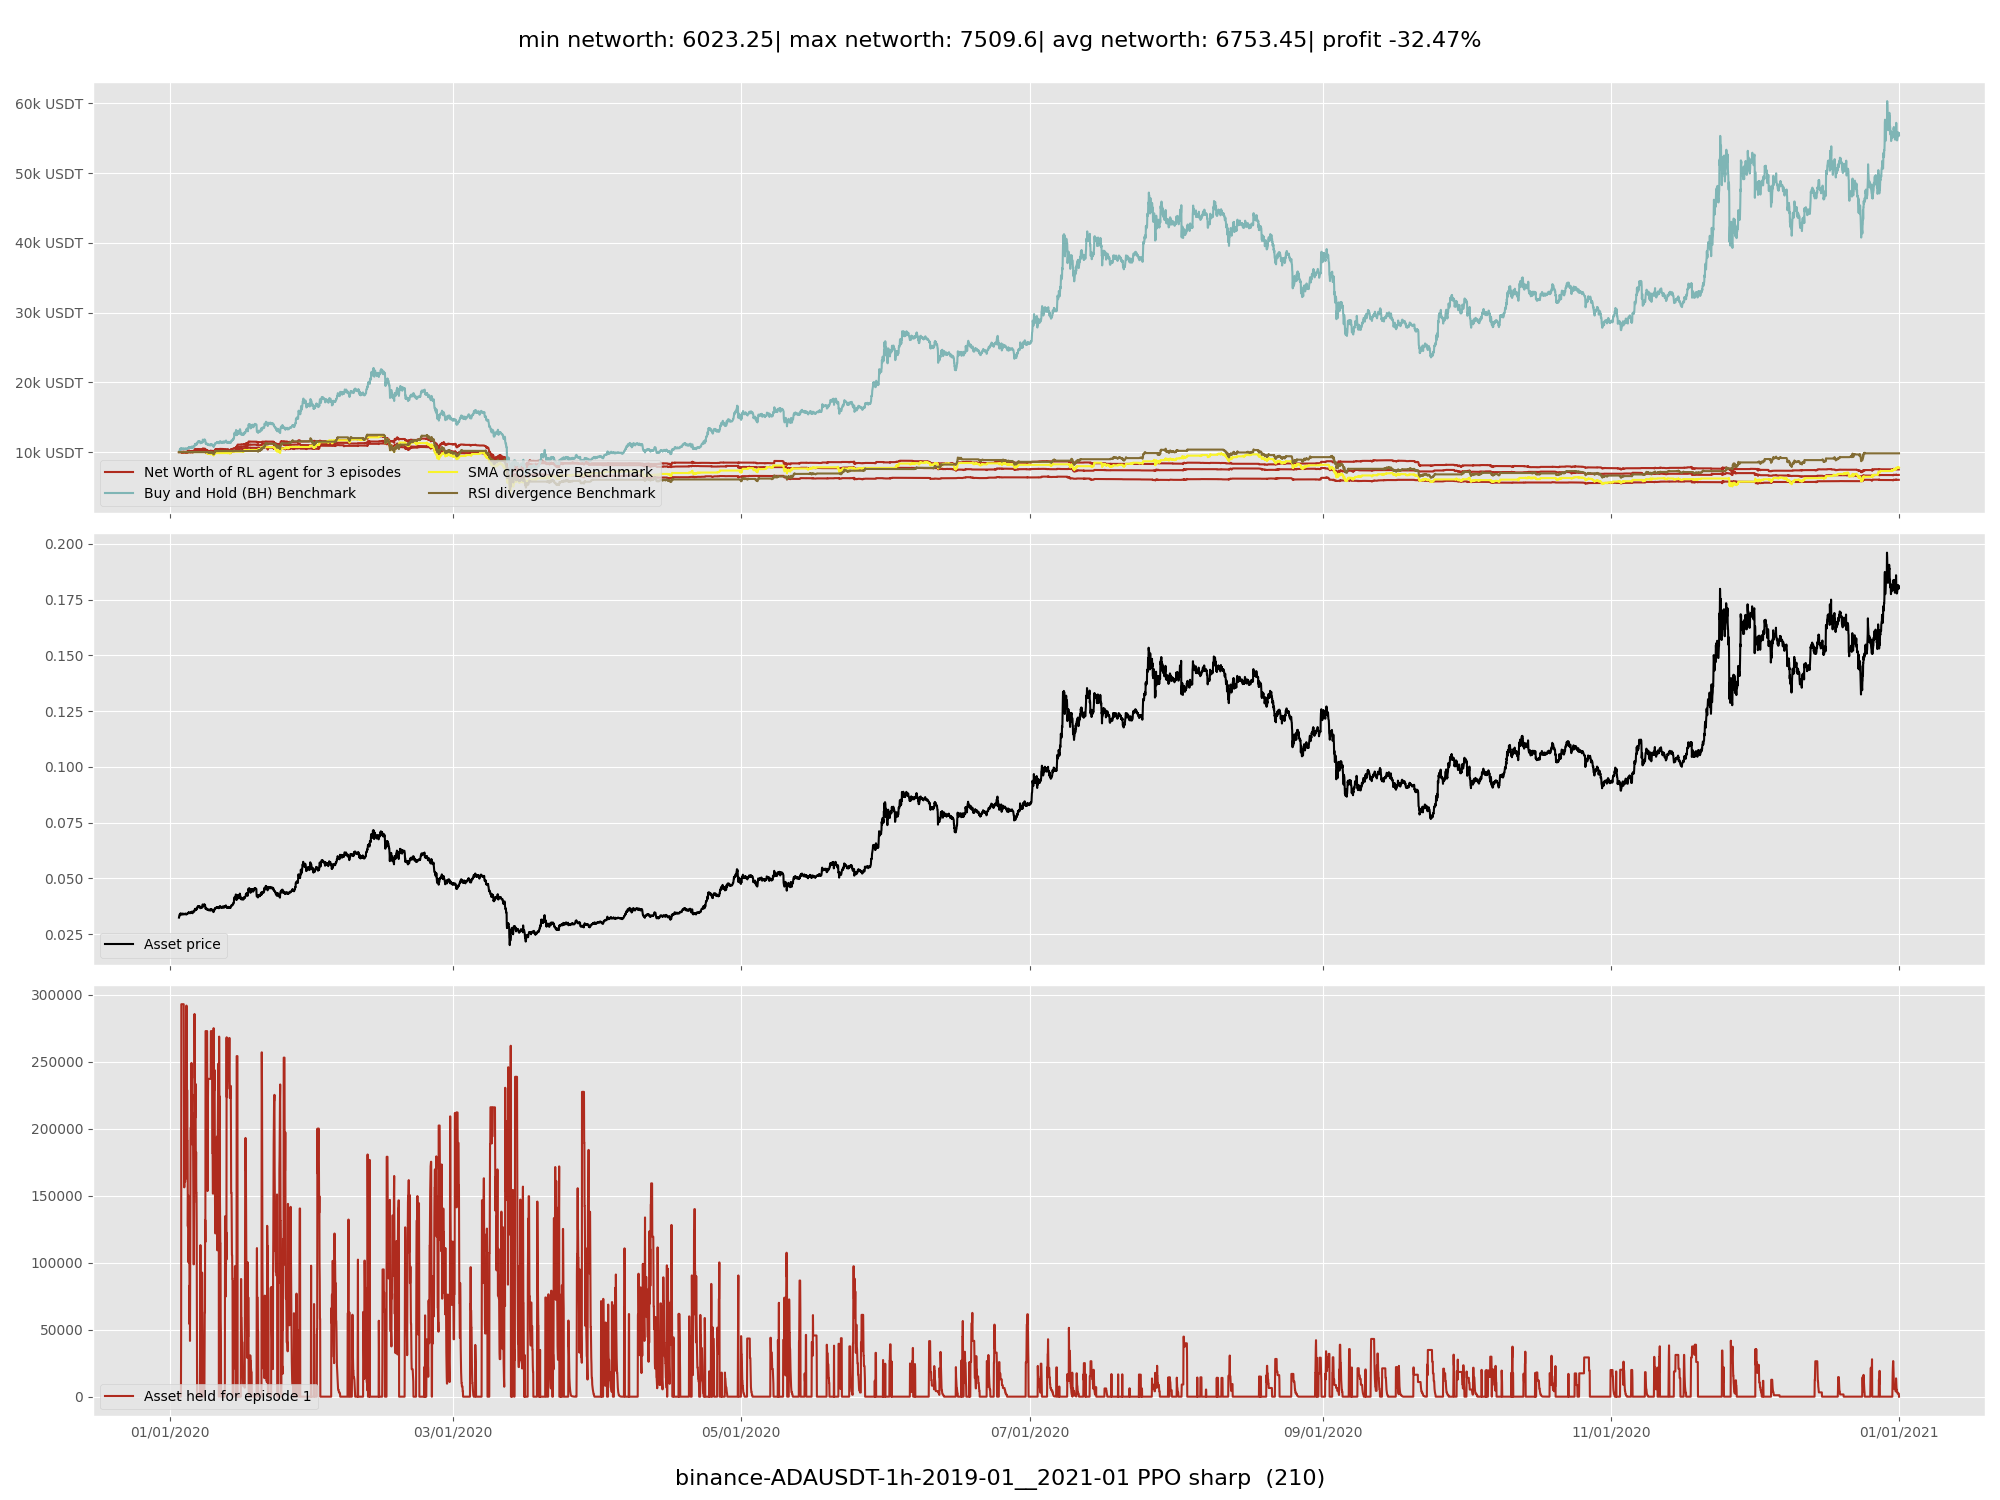 min networth: 6023.25| max networth: 7509.6| avg networth: 6753.45| profit -32.47%
60k USDT
50k USDT
40k USDT
30k USDT
20k USDT
10k USDT
Net Worth of RL agent for 3 episodes
Buy and Hold (BH) Benchmark
SMA crossover Benchmark
RSI divergence Benchmark
0.200
0.175
0.150
0.125
0.100
0.075
0.050
0.025
Asset price
300000
250000
200000
150000
100000
50000
0
Asset held for episode 1
01/01/2020
03/01/2020
05/01/2020
07/01/2020
09/01/2020
11/01/2020
01/01/2021
binance-ADAUSDT-1h-2019-01__2021-01 PPO sharp  (210)